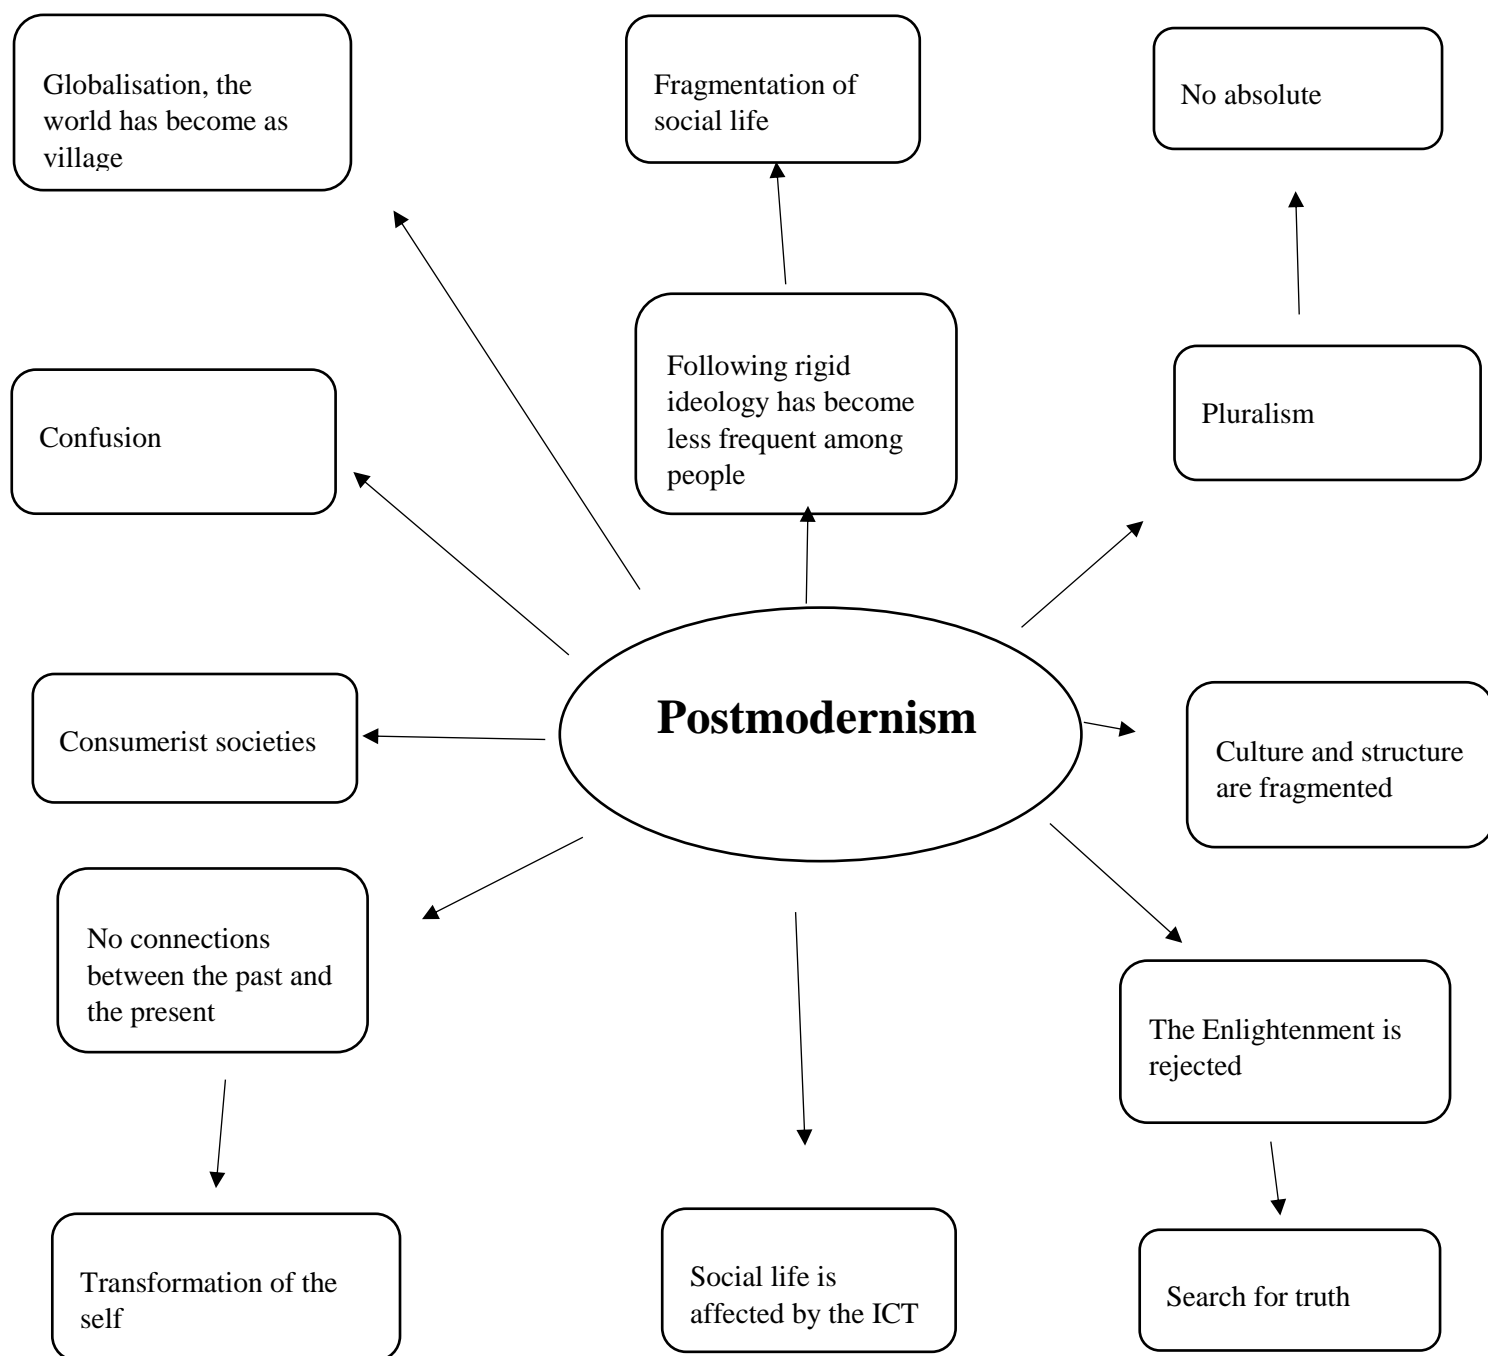 Globalisation, the
world has become as
village
Fragmentation of
social life
No absolute
Following rigid
ideology has become
less frequent among
people
Confusion
Pluralism
Postmodernism
Consumerist societies
Culture and structure
are fragmented
No connections
between the past and
the present
The Enlightenment is
rejected
Transformation of the
self
Social life is
affected by the ICT
Search for truth